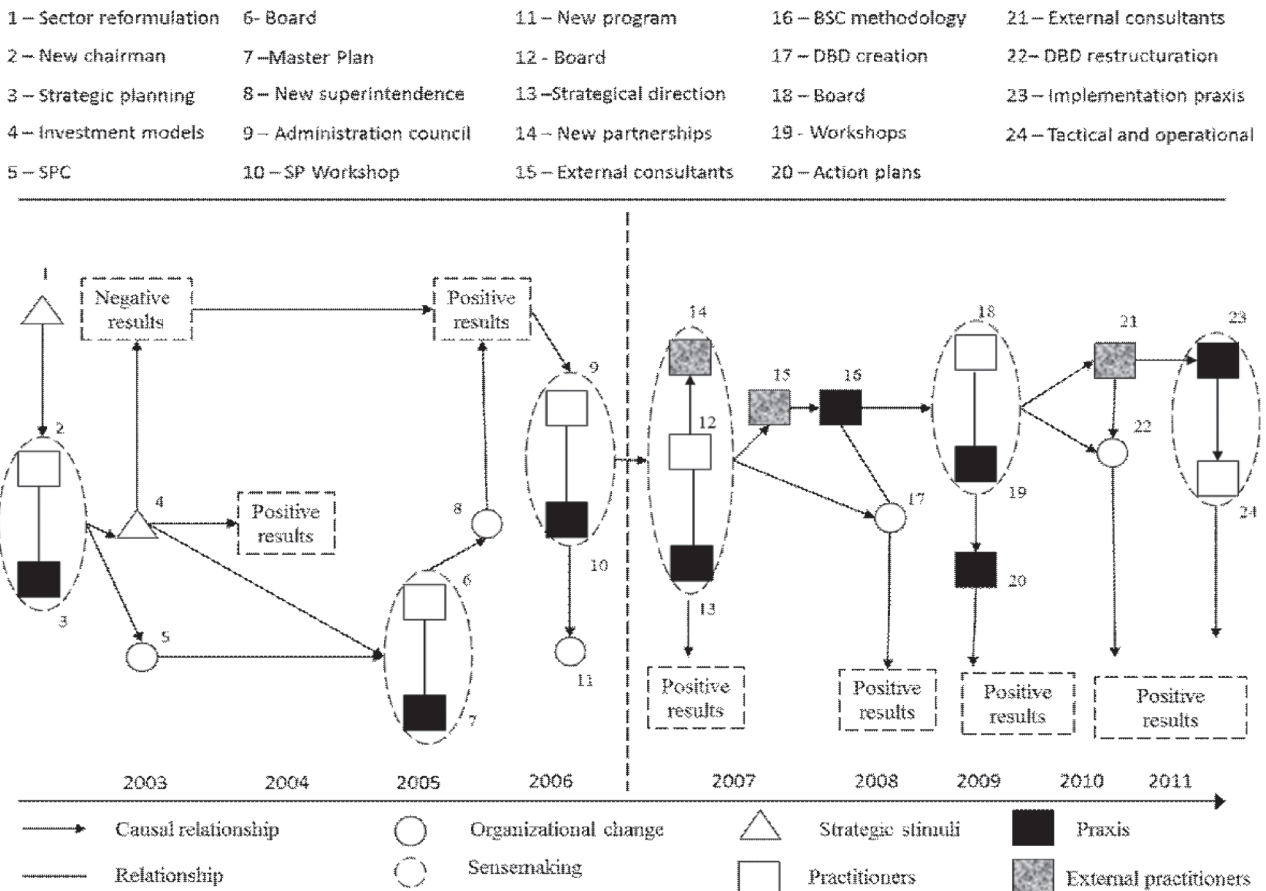 1 – Sector reformulation 6- Board 11 – New program 16 – BSC methodology 21 – External consultants
2 – New chairman 7 –Master Plan 12 - Board 17 – DBD creation 22– DBD restructuration
3 – Strategic planning 8 – New superintendence 13 –Strategical direction 18 – Board 23 – Implementation praxis
4 – Investment models 9 – Administration council 14 – New partnerships 19 - Workshops 24 – Tactical and operational
5 – SPC 10 – SP Workshop 15 – External consultants 20 – Action plans
1
Negative
results
Positive
results
14
18
21
23
9
15
16
2
12
22
4
8
17
19
24
Positive
results
10
6
20
3
13
5
11
7
Positive
results
Positive
results
Positive
results
Positive
results
2003 2004 2005 2006 2007 2008 2009 2010 2011
Causal relationship Organizational change Strategic stimuli Praxis
Relationship Sensemaking Practitioners External practitioners